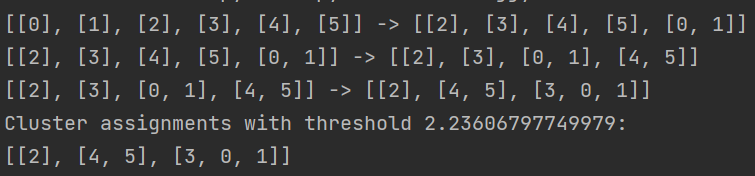 [[0], [1], [2], [3], [4], [5]] -> [[2], [3], [4], [5], [0, 1]]
[[2], [3], [4], [5], [0, 1]] -> [[2], [3], [0, 1], [4, 5]]
[[2], [3], [0, 1], [4, 5]] -> [[2], [4, 5], [3, 0, 1]]
Cluster assignments with threshold 2.23606797749979:
[[2], [4, 5], [3, 0, 1]]